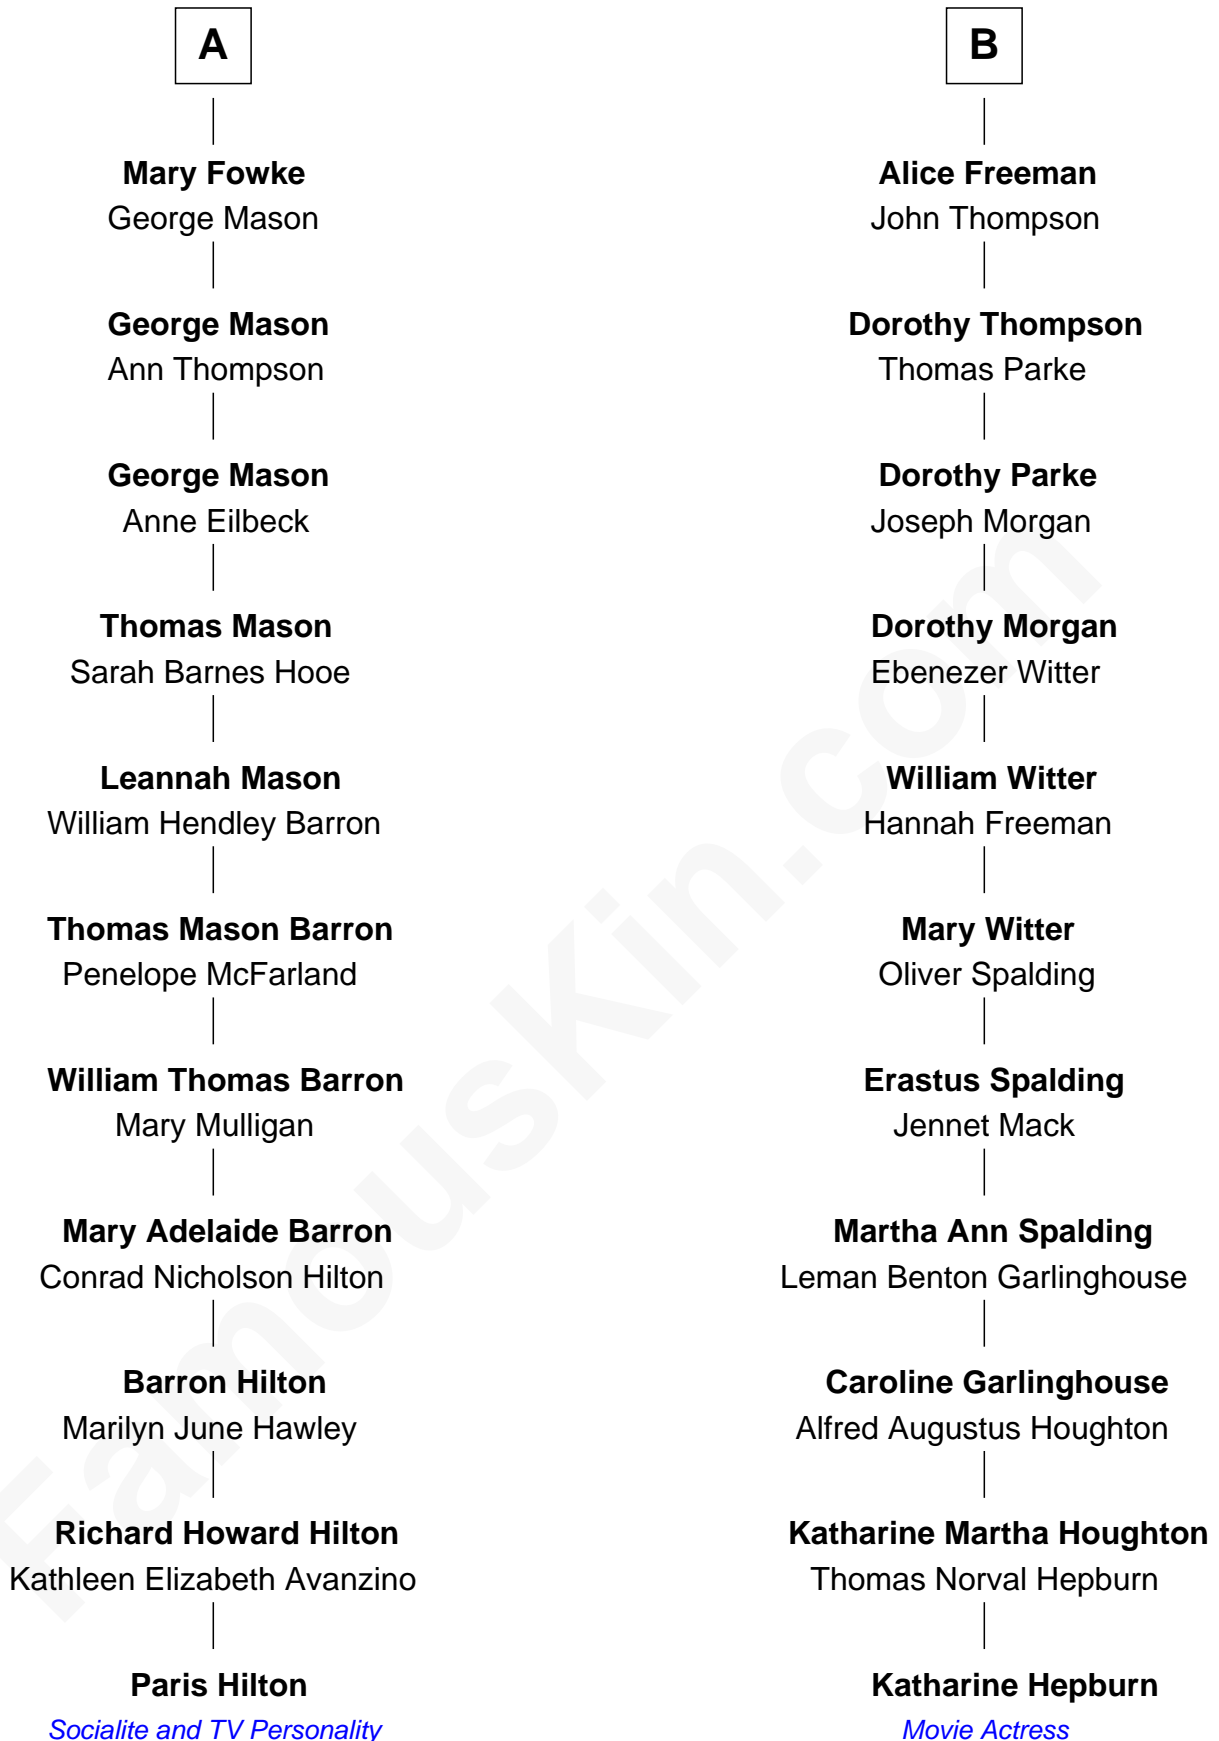 A
Mary Fowke
George Mason
George Mason
Ann Thompson
George Mason
Anne Eilbeck
Thomas Mason
Sarah Barnes Hooe
Leannah Mason
William Hendley Barron
Thomas Mason Barron
Penelope McFarland
William Thomas Barron
Mary Mulligan
Mary Adelaide Barron
Conrad Nicholson Hilton
Barron Hilton
Marilyn June Hawley
Richard Howard Hilton
Kathleen Elizabeth Avanzino
Paris Hilton
Socialite and TV Personality
B
Alice Freeman
John Thompson
Dorothy Thompson
Thomas Parke
Dorothy Parke
Joseph Morgan
Dorothy Morgan
Ebenezer Witter
William Witter
Hannah Freeman
Mary Witter
Oliver Spalding
Erastus Spalding
Jennet Mack
Martha Ann Spalding
Leman Benton Garlinghouse
Caroline Garlinghouse
Alfred Augustus Houghton
Katharine Martha Houghton
Thomas Norval Hepburn
Katharine Hepburn
Movie Actress
FamousKin.com